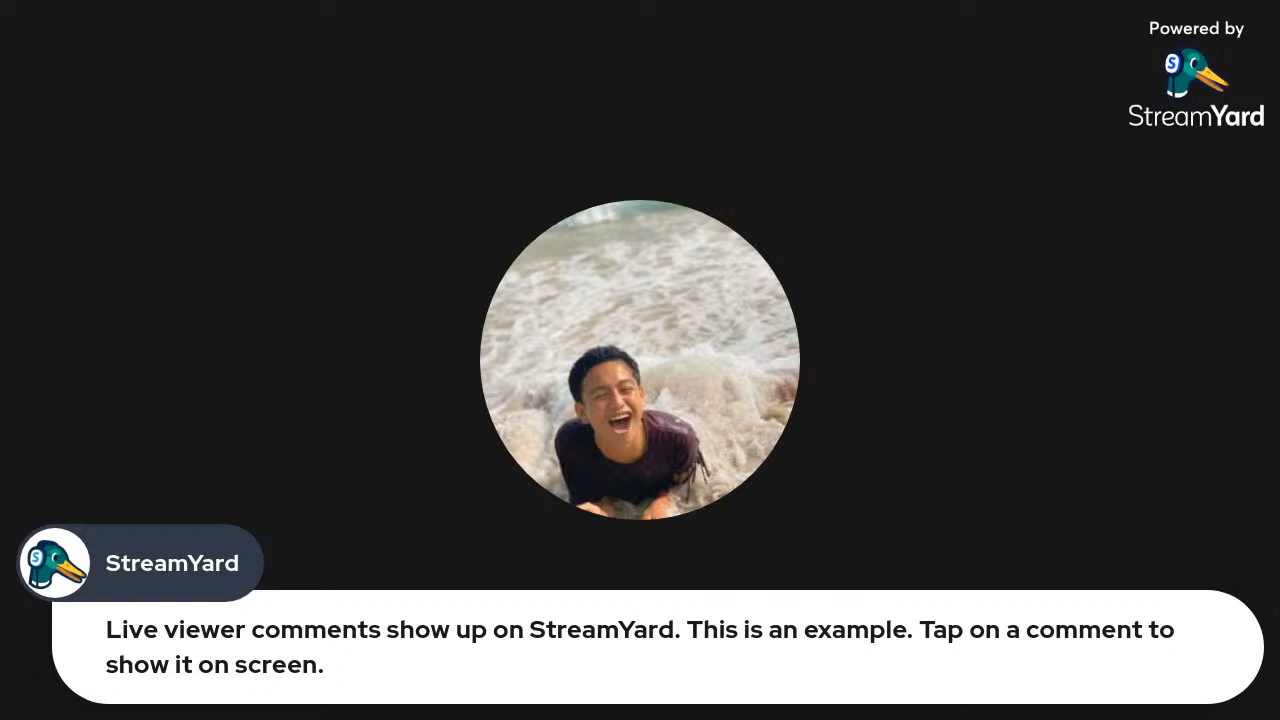 Powered by
S
StreamYard
S
StreamYard
Live viewer comments show up on StreamYard. This is an example. Tap on a comment to
show it on screen.